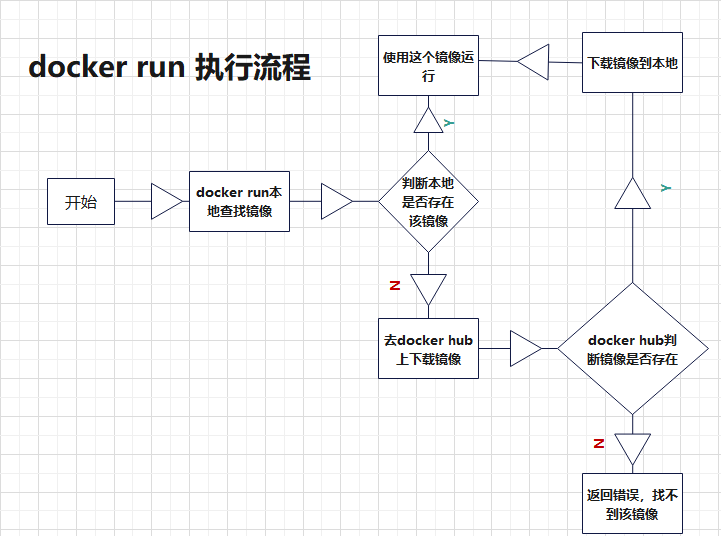 docker run 执行流程
使用这个镜像运
行
下载镜像到本地
Y
开始
docker run本
地查找镜像
判断本地
是否存在
该镜像
Y
N
去docker hub
上下载镜像
docker hub判
断镜像是否存在
N
返回错误，找不
到该镜像